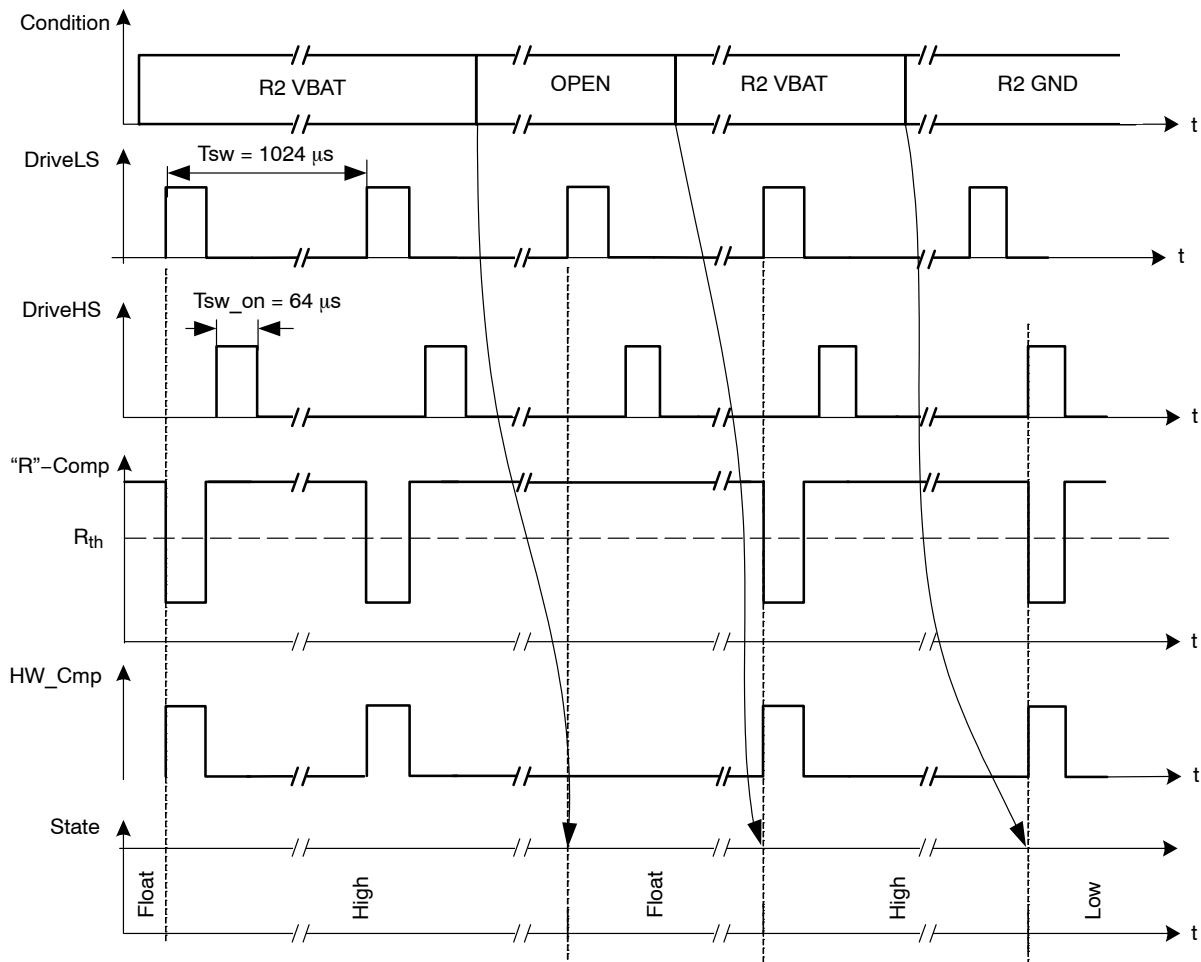 Condition
R2 VBAT
OPEN
R2 VBAT
R2 GND
t
DriveLS
Tsw = 1024 μs
t
DriveHS
Tsw_on = 64 μs
t
“R”−Comp
Rth
t
HW_Cmp
t
State
Float
High
Float
High
Low
t